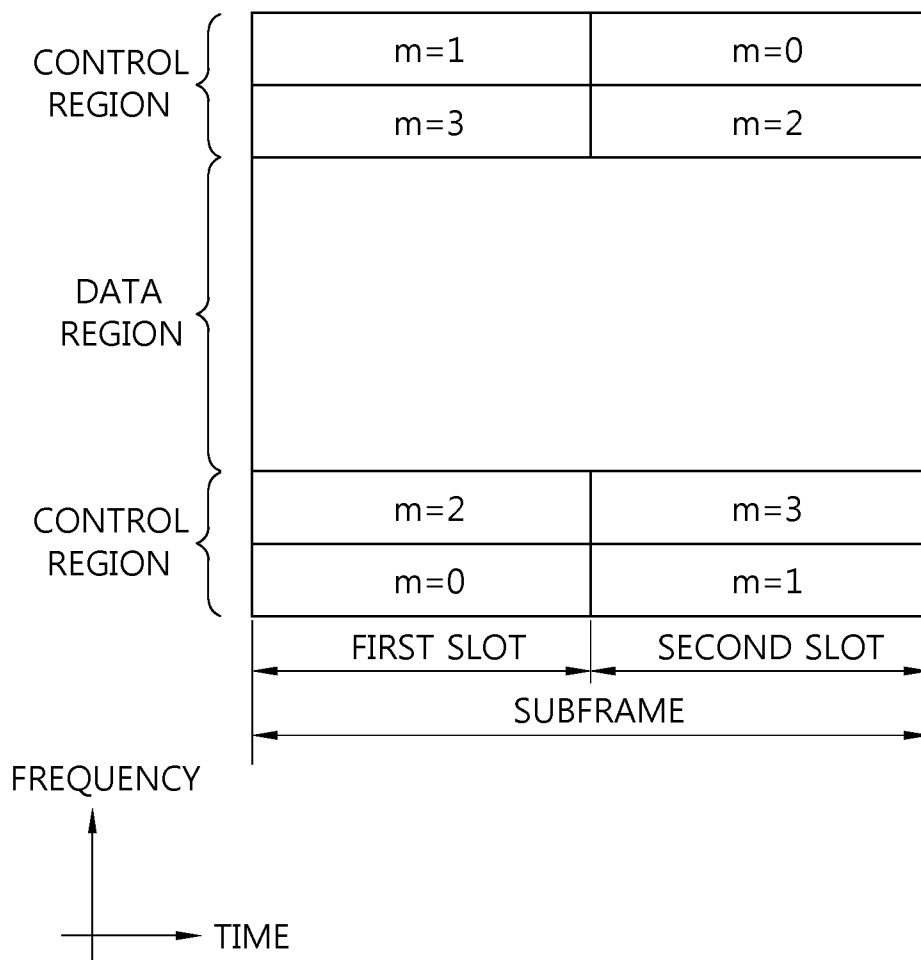 CONTROL
REGION
m=1
m=0
m=3
m=2
DATA
REGION
CONTROL
REGION
m=2
m=3
m=0
m=1
FIRST SLOT
SECOND SLOT
SUBFRAME
FREQUENCY
TIME